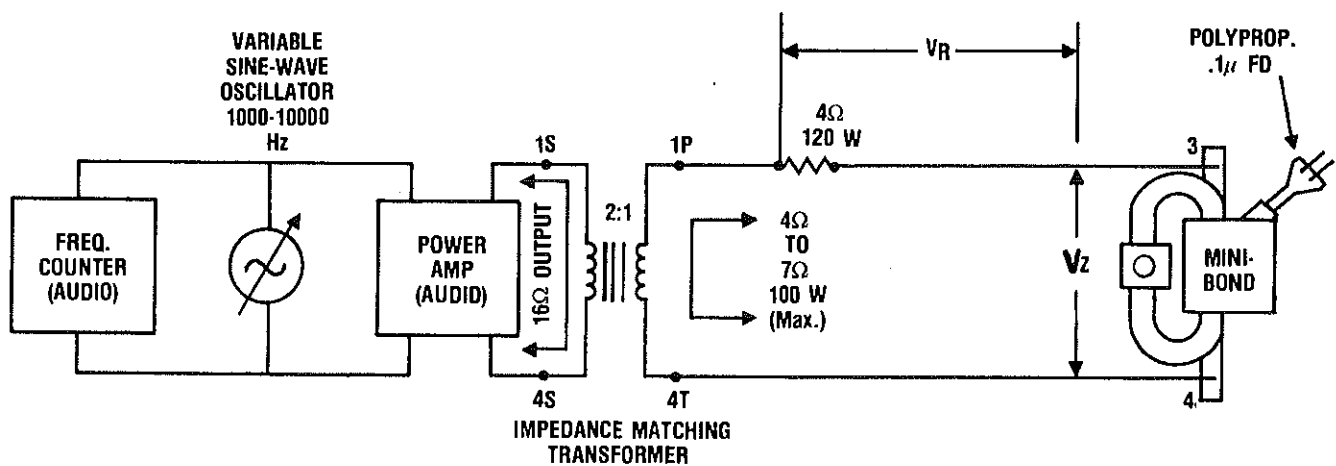 VARIABLE
SINE-WAVE
OSCILLATOR
1000-10000
Hz
FREQ.
COUNTER
(AUDIO)
POWER
AMP
(AUDID)
1S
16Ω OUTPUT
4S
2:1
IMPEDANCE MATCHING
TRANSFORMER
1P
4T
4Ω
TO
7Ω
100 W
(Max.)
VR
4Ω
120 W
VZ
POLYPROP.
.1μ FD
3
MINI-
BOND
4